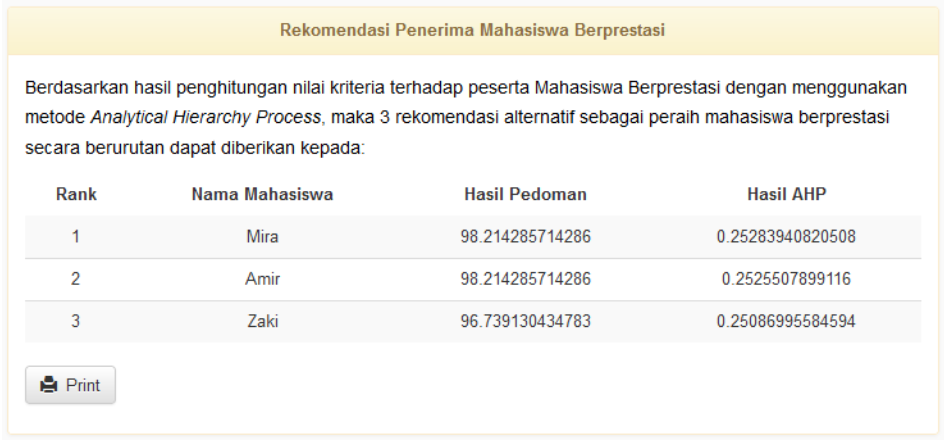 Rekomendasi Penerima Mahasiswa Berprestasi
Berdasarkan hasil penghitungan nilai kriteria terhadap peserta Mahasiswa Berprestasi dengan menggunakan
metode Analytical Hierarchy Process, maka 3 rekomendasi alternatif sebagai peraih mahasiswa berprestasi
secara berurutan dapat diberikan kepada:
Rank Nama Mahasiswa Hasil Pedoman Hasil AHP
1 Mira 98.214285714286 0.25283940820508
2 Amir 98.214285714286 0.2525507899116
3 Zaki 96.739130434783 0.25086995584594
Print